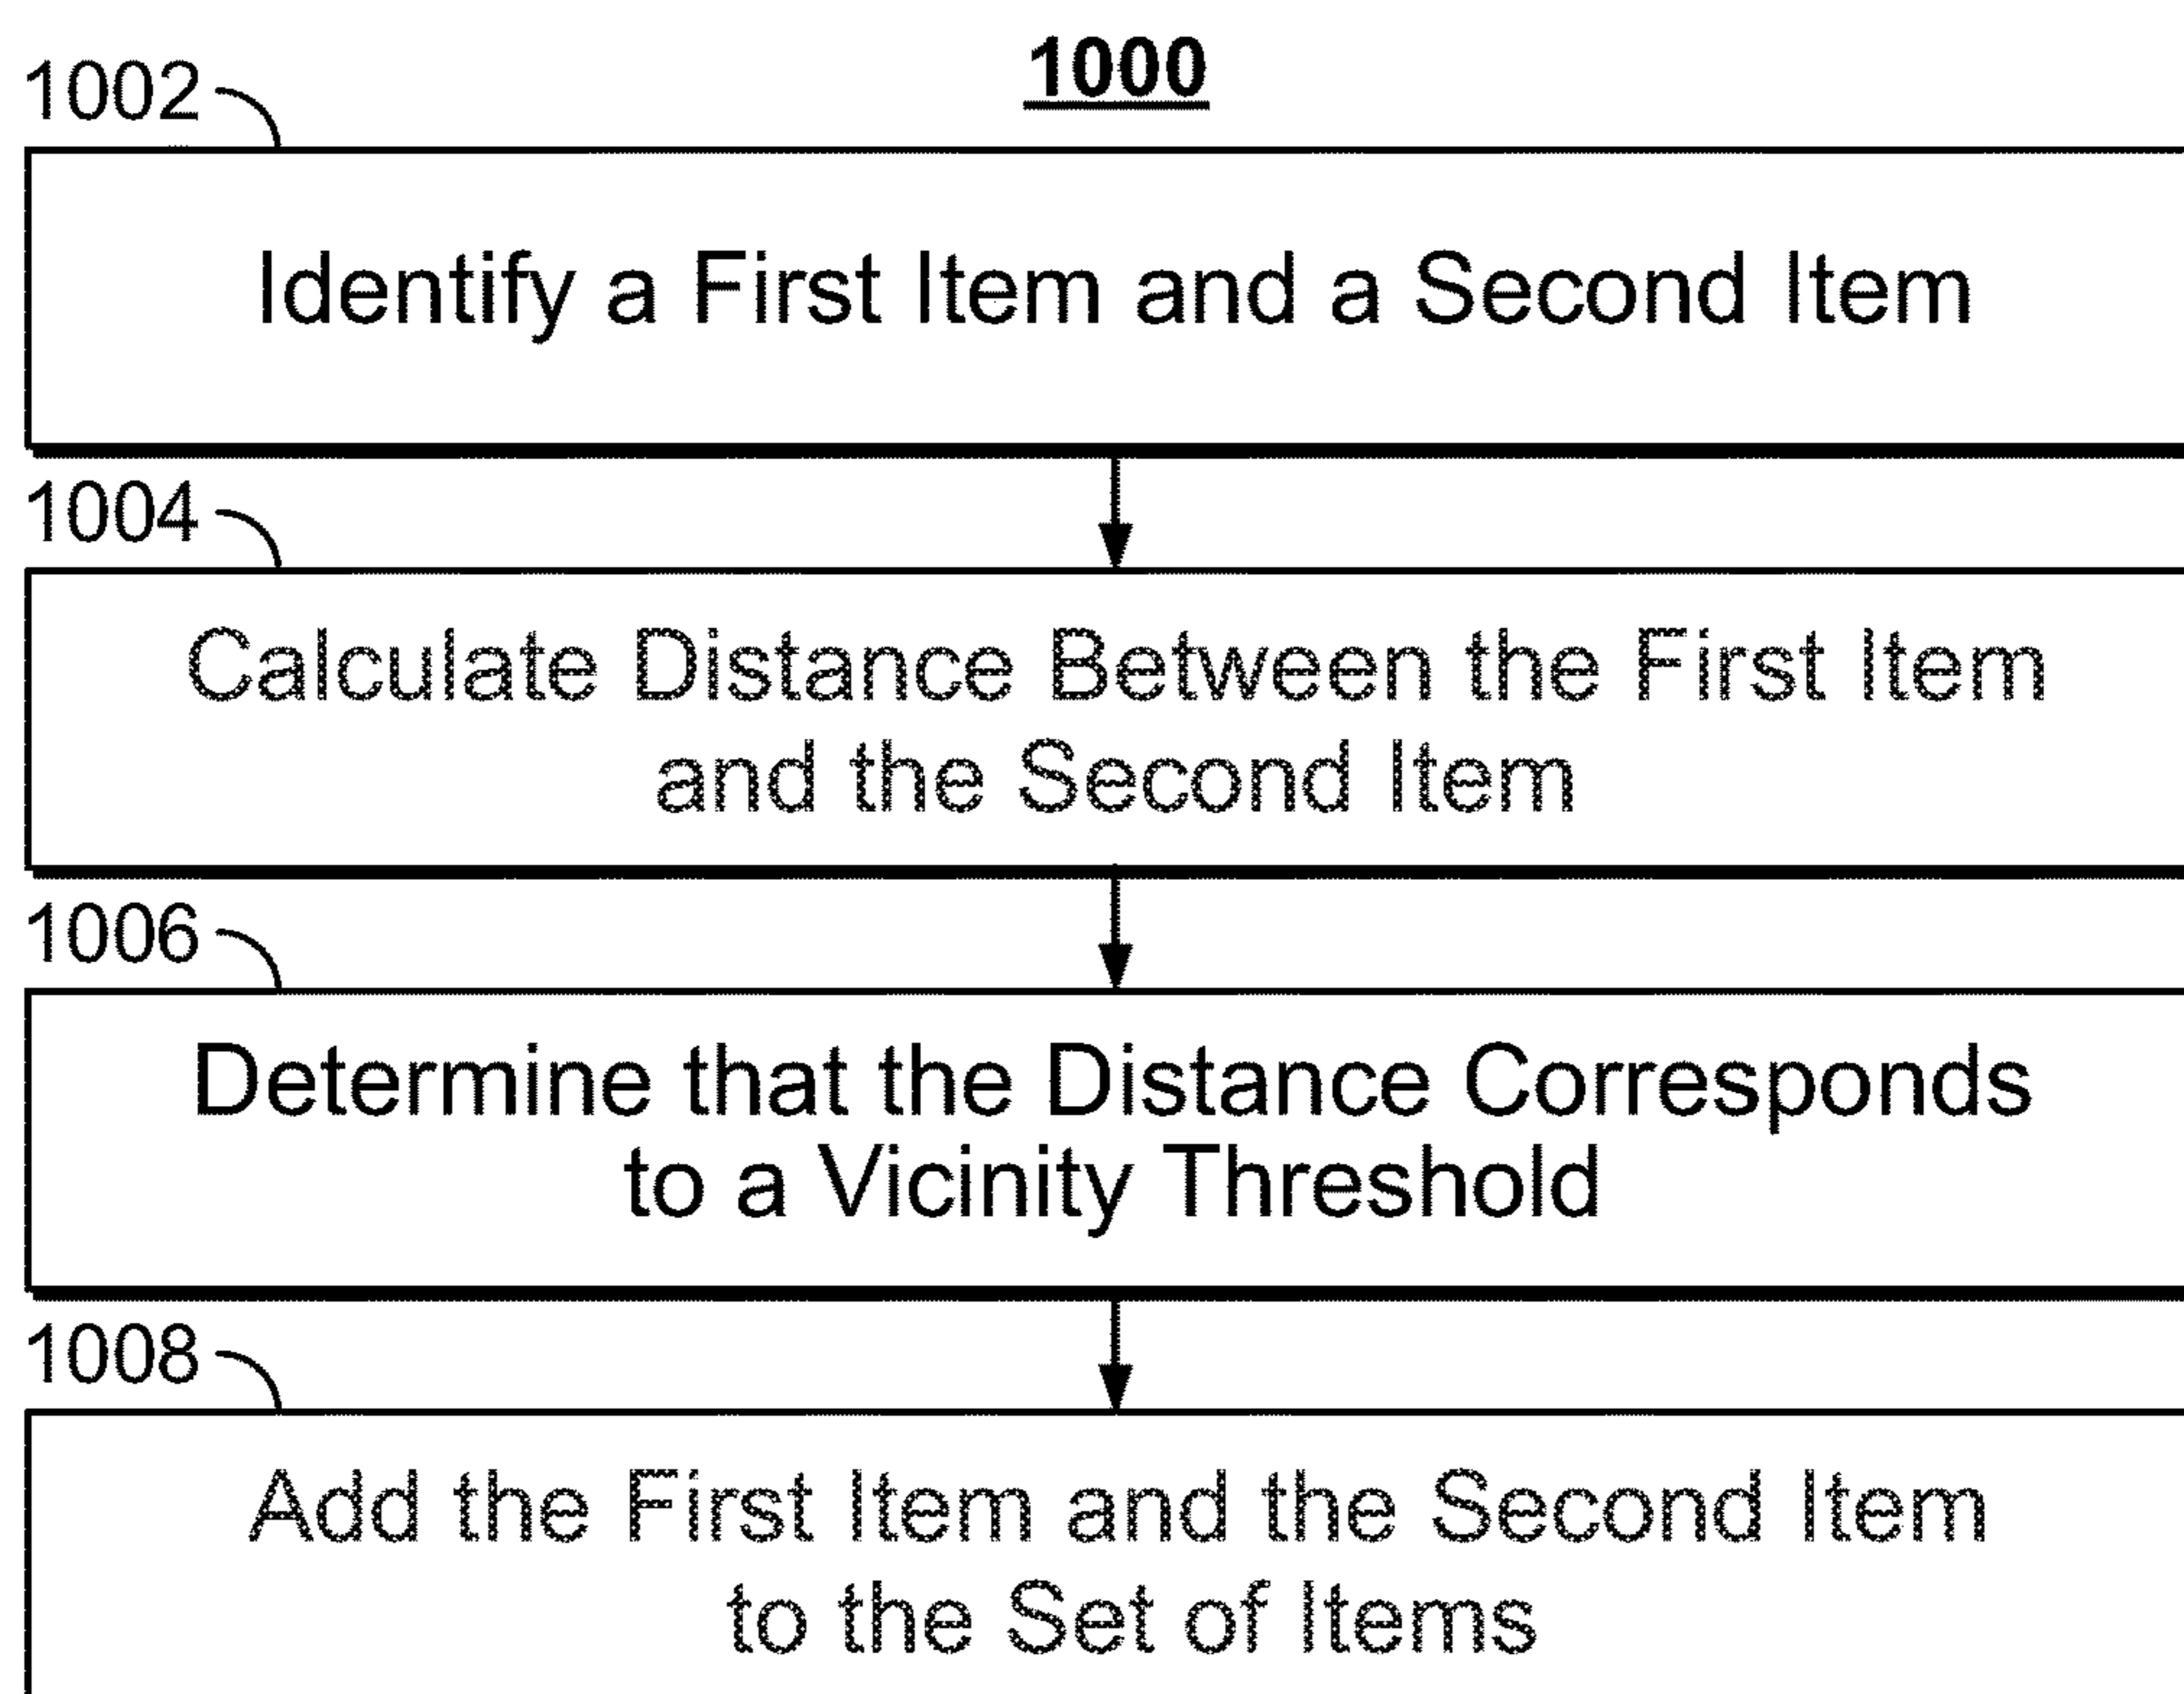 1000
1002
Identify a First Item and a Second Item
1004
Calculate Distance Between the First Item
and the Second Item
1006
Determine that the Distance Corresponds
to a Vicinity Threshold
1008
Add the First Item and the Second Item
to the Set of Items